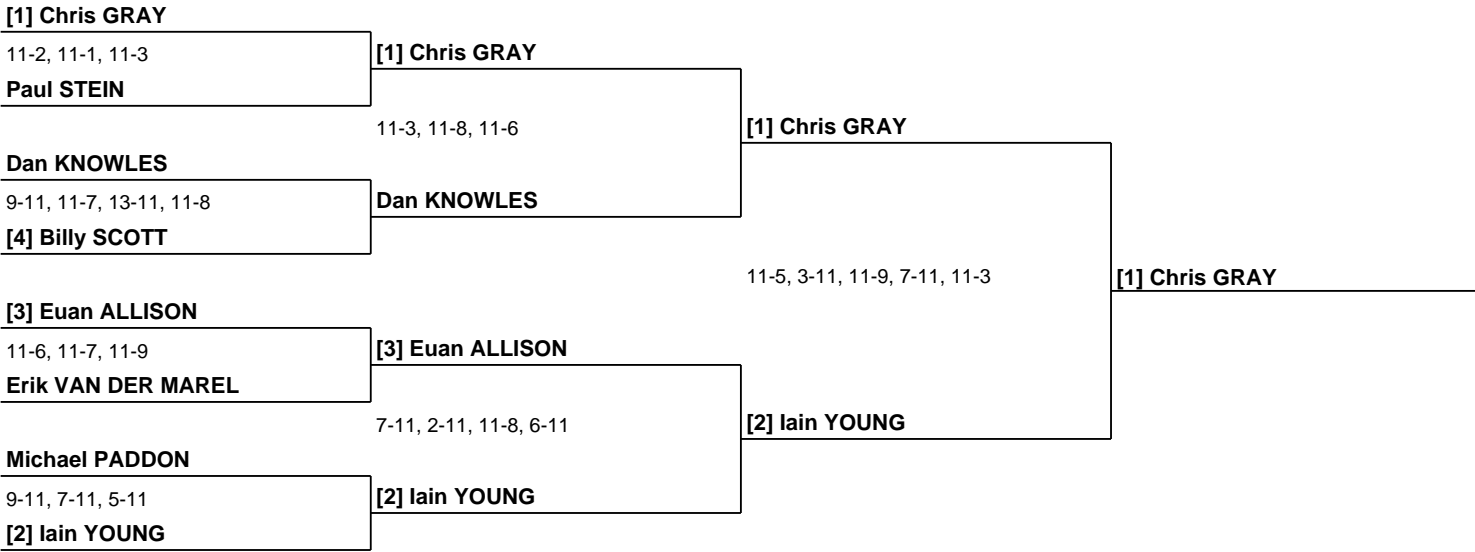 [1] Chris GRAY
11-2, 11-1, 11-3
[1] Chris GRAY
Paul STEIN
11-3, 11-8, 11-6
[1] Chris GRAY
Dan KNOWLES
9-11, 11-7, 13-11, 11-8
Dan KNOWLES
[4] Billy SCOTT
11-5, 3-11, 11-9, 7-11, 11-3
[1] Chris GRAY
[3] Euan ALLISON
11-6, 11-7, 11-9
[3] Euan ALLISON
Erik VAN DER MAREL
7-11, 2-11, 11-8, 6-11
[2] Iain YOUNG
Michael PADDON
9-11, 7-11, 5-11
[2] Iain YOUNG
[2] Iain YOUNG